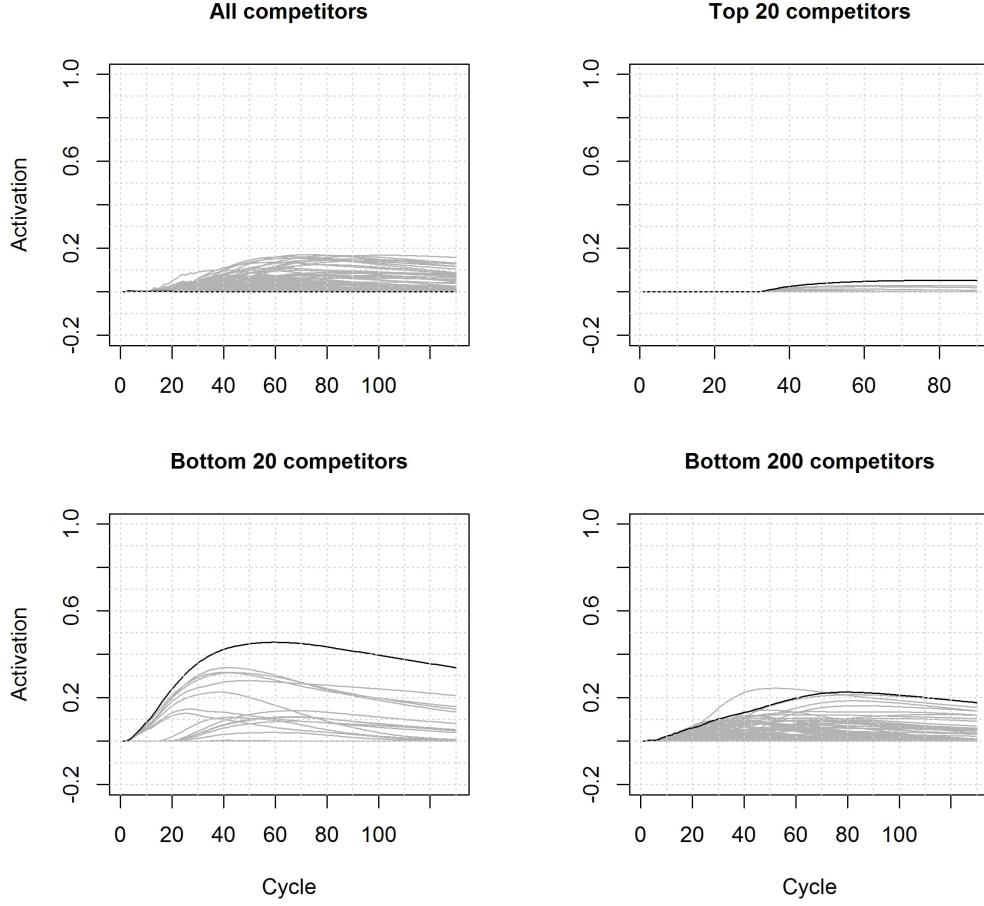 All competitors
Top 20 competitors
Activation
1.0
0.6
0.2
-0.2
0 20 40 60 80 100
1.0
0.6
0.2
-0.2
0 20 40 60 80
Bottom 20 competitors
Bottom 200 competitors
Activation
1.0
0.6
0.2
-0.2
0 20 40 60 80 100
Cycle
1.0
0.6
0.2
-0.2
0 20 40 60 80 100
Cycle